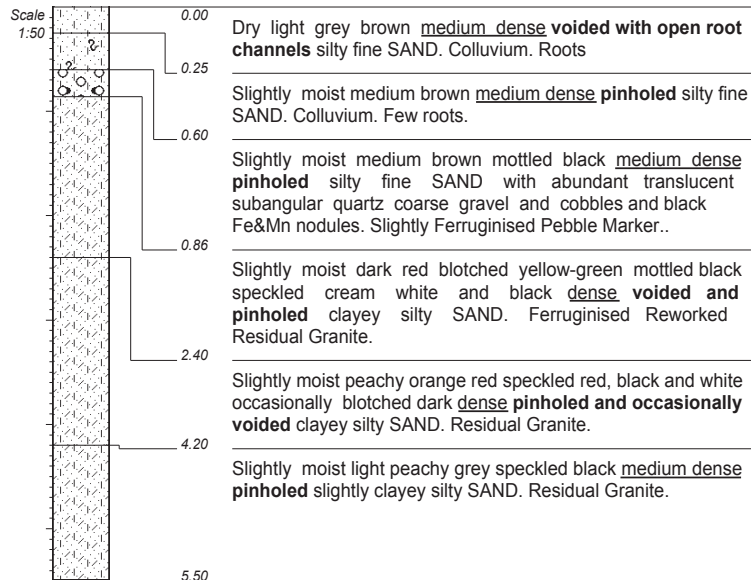 Scale
1:50
0.00
Dry light grey brown medium dense voided with open root
channels silty fine SAND. Colluvium. Roots
0.25
Slightly moist medium brown medium dense pinholed silty fine
SAND. Colluvium. Few roots.
0.60
Slightly moist medium brown mottled black medium dense
pinholed silty fine SAND with abundant translucent
subangular quartz coarse gravel and cobbles and black
Fe&Mn nodules. Slightly Ferruginised Pebble Marker..
0.86
Slightly moist dark red blotched yellow-green mottled black
speckled cream white and black dense voided and
pinholed clayey silty SAND. Ferruginised Reworked
Residual Granite.
2.40
Slightly moist peachy orange red speckled red, black and white
occasionally blotched dark dense pinholed and occasionally
voided clayey silty SAND. Residual Granite.
4.20
Slightly moist light peachy grey speckled black medium dense
pinholed slightly clayey silty SAND. Residual Granite.
5.50